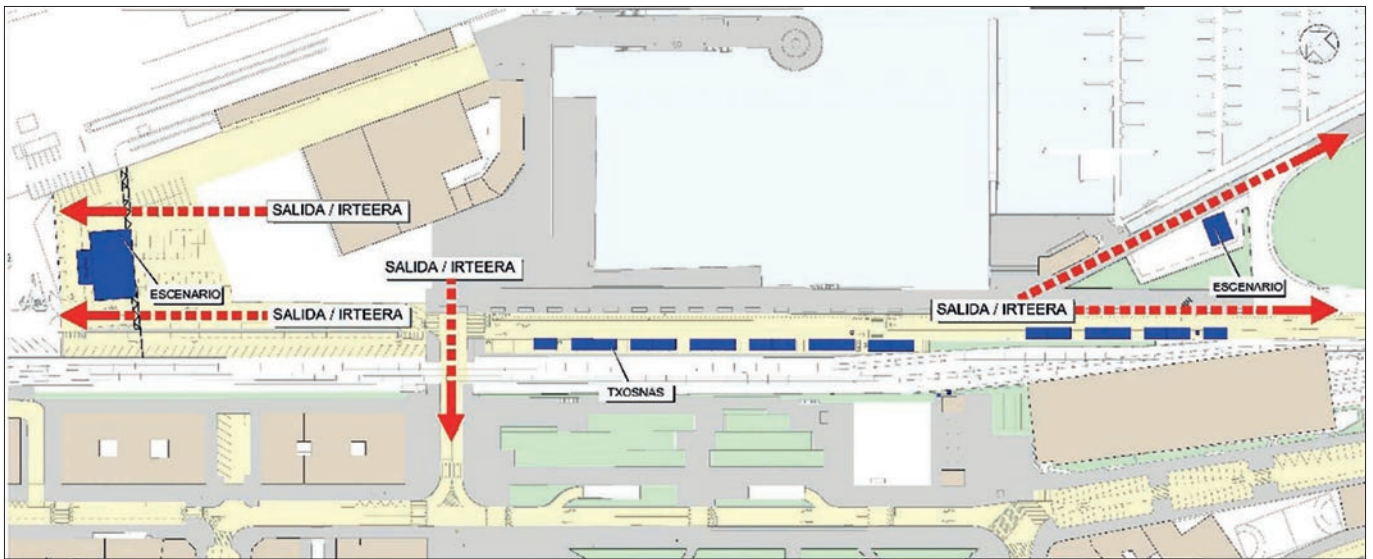 SALIDA / IRTEERA
SALIDA / IRTEERA
ESCENARIO
ESCENARIO
SALIDA / IRTEERA
SALIDA / IRTEERA
TXOSNAS